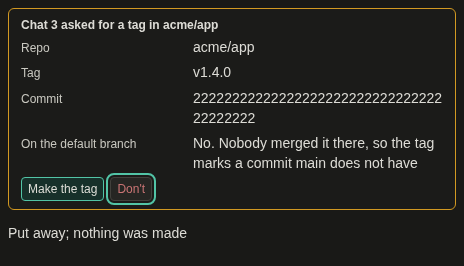 Chat 3 asked for a tag in acme/app
Repo acme/app
Tag v1.4.0
Commit 22222222222222222222222222222222
22222222
On the default branch No. Nobody merged it there, so the tag
marks a commit main does not have
Make the tag Don't
Put away; nothing was made